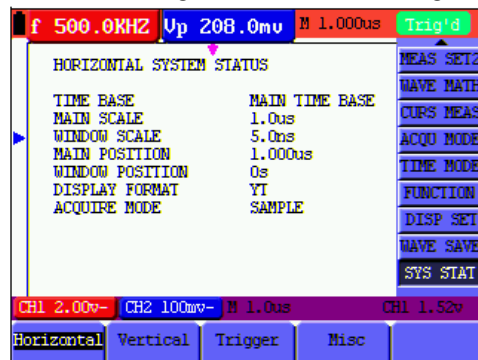 f 500.0KHZ Vp 208.0mv M 1.000us Trig'd
HORIZONTAL SYSTEM STATUS
TIME BASE MAIN TIME BASE
MAIN SCALE 1.0us
WINDOW SCALE 5.0ns
MAIN POSITION 1.000us
WINDOW POSITION 0s
DISPLAY FORMAT YT
ACQUIRE MODE SAMPLE
MEAS SET2
WAVE MATH
CURS MEAS
ACQU MODE
TIME MODE
FUNCTION
DISP SET
WAVE SAVE
SYS STAT
CH1 2.00v- CH2 100mv- M 1.0us CH1 1.52v
Horizontal Vertical Trigger Misc